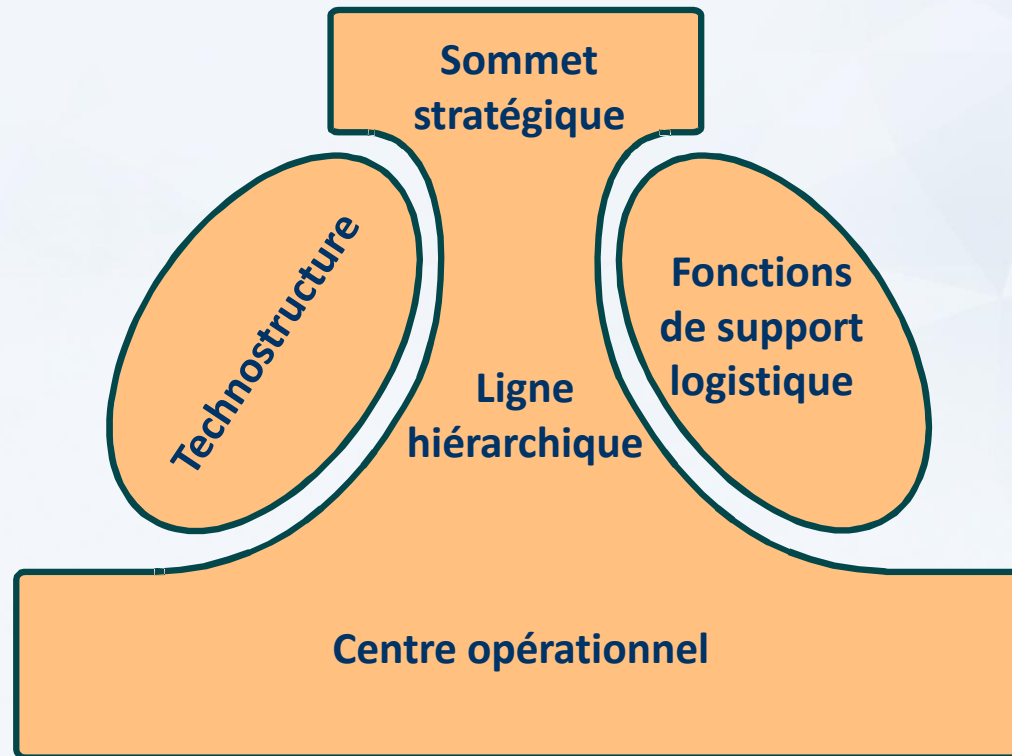 Sommet
stratégique
Technostructure
Fonctions
de support
logistique
Ligne
hiérarchique
Centre opérationnel